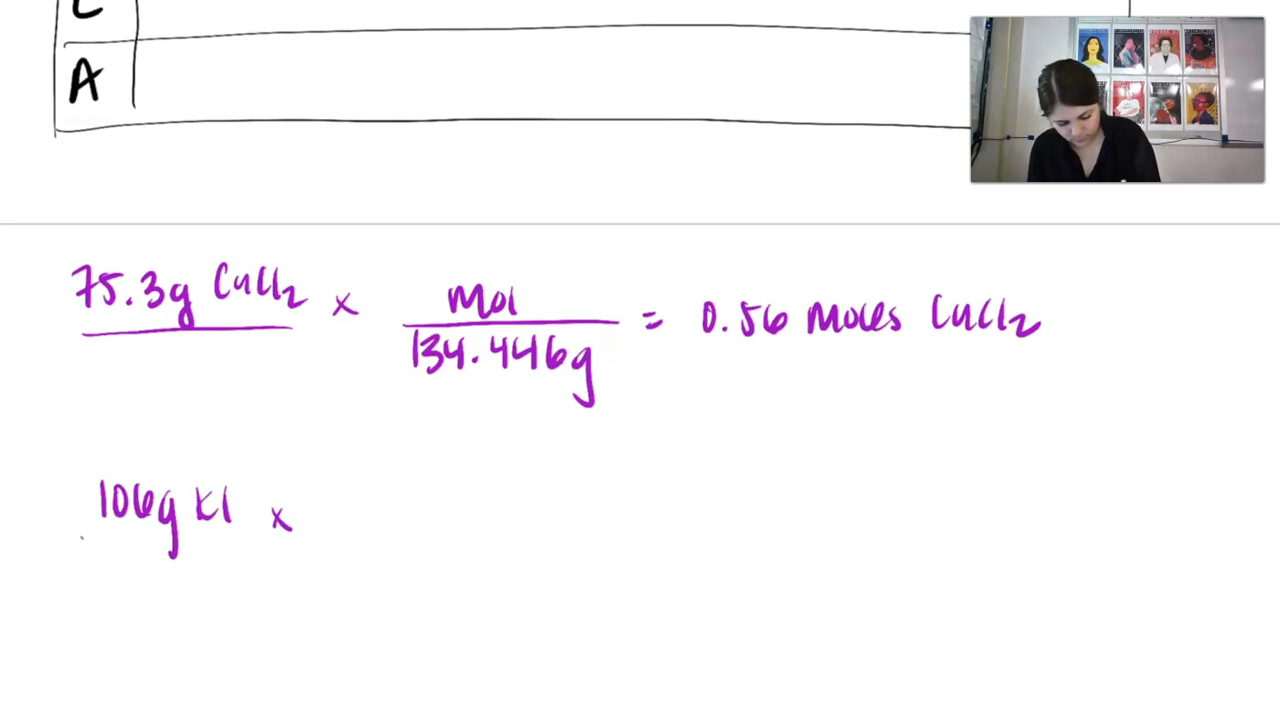 C
A
75.3g CuCl2 x mol = 0.56 moles CuCl2
134.446g
106g KI x